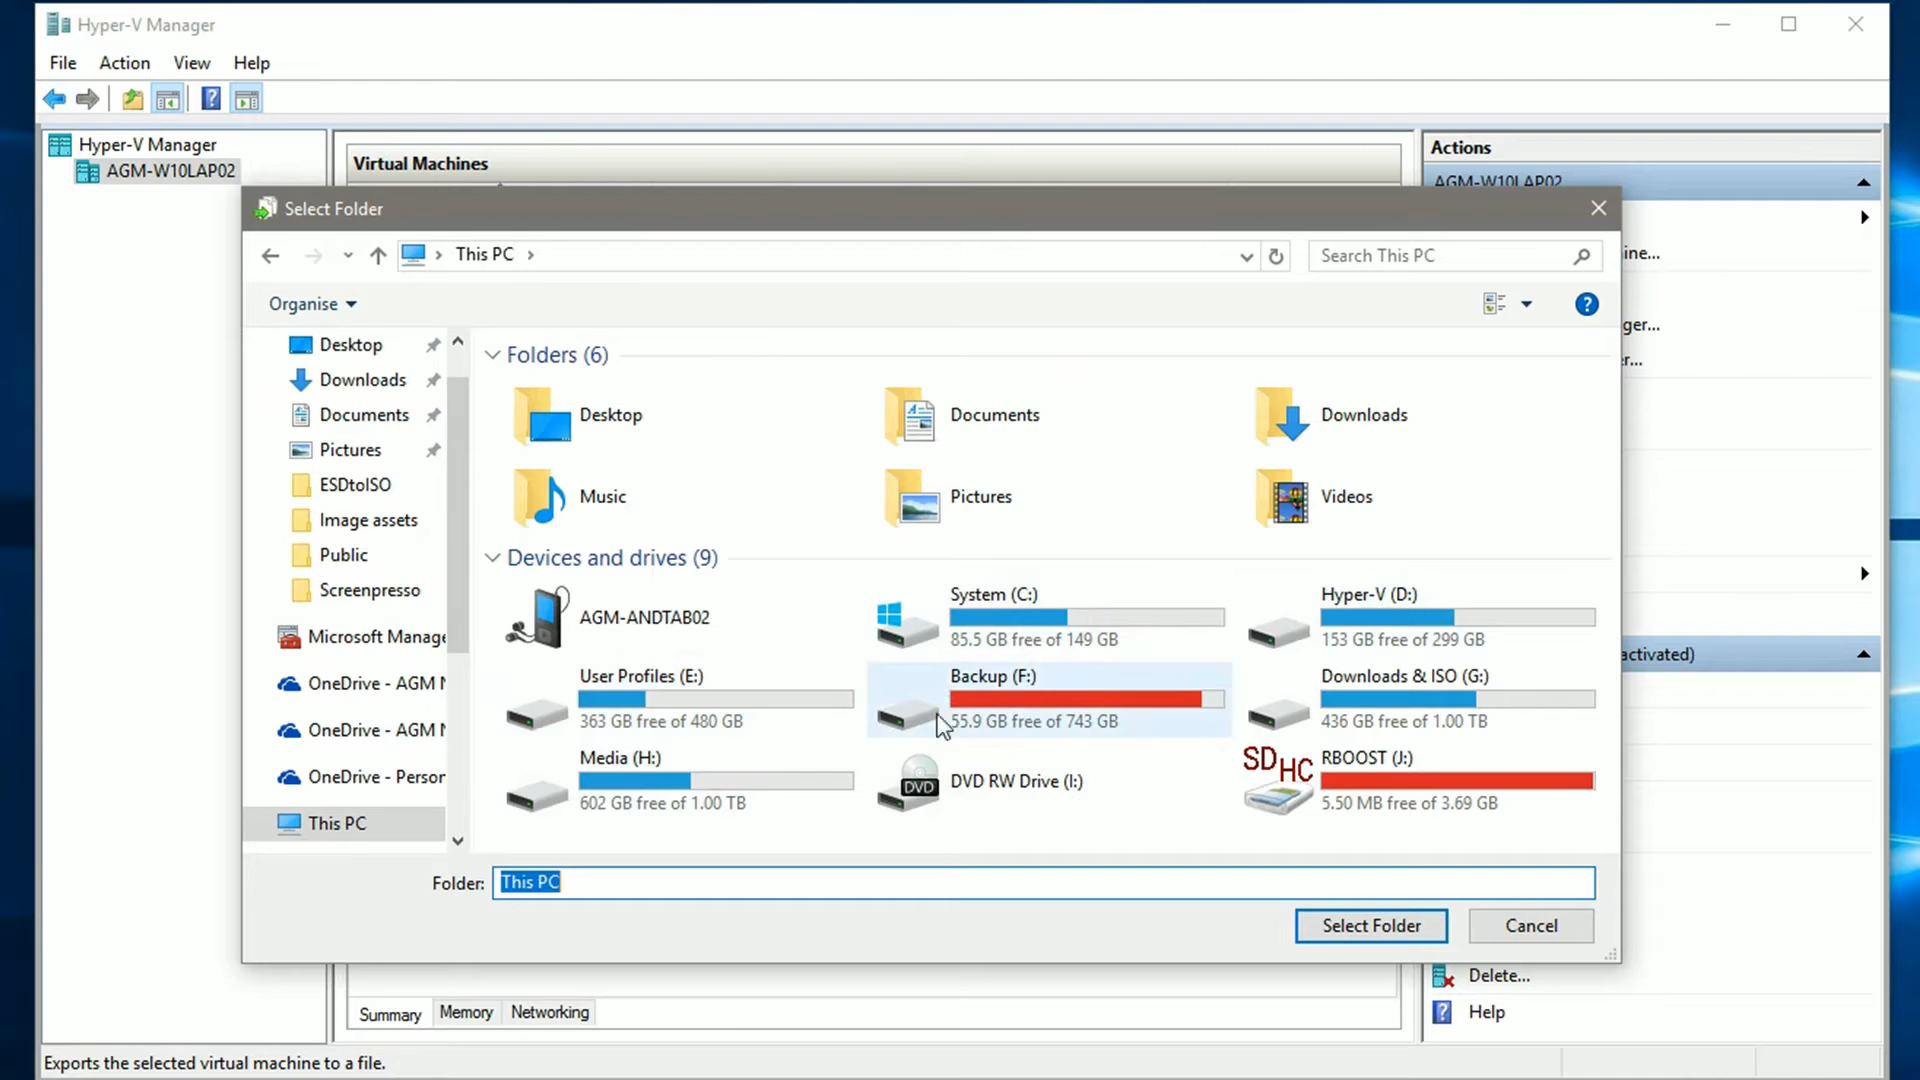 Hyper-V Manager
File Action View Help
Hyper-V Manager
AGM-W10LAP02
Virtual Machines
Actions
AGM-W10LAP02
ine...
ger...
r...
activated)
Delete...
Help
Select Folder
This PC
Search This PC
Organise
Desktop
Downloads
Documents
Pictures
ESDtoISO
Image assets
Public
Screenpresso
Microsoft Manage
OneDrive - AGM N
OneDrive - AGM N
OneDrive - Person
This PC
Folders (6)
Desktop
Documents
Downloads
Music
Pictures
Videos
Devices and drives (9)
AGM-ANDTAB02
System (C:)
85.5 GB free of 149 GB
Hyper-V (D:)
153 GB free of 299 GB
User Profiles (E:)
363 GB free of 480 GB
Backup (F:)
55.9 GB free of 743 GB
Downloads & ISO (G:)
436 GB free of 1.00 TB
Media (H:)
602 GB free of 1.00 TB
DVD
DVD RW Drive (I:)
SDHC
RBOOST (J:)
5.50 MB free of 3.69 GB
Folder: This PC
Select Folder Cancel
Summary Memory Networking
Exports the selected virtual machine to a file.